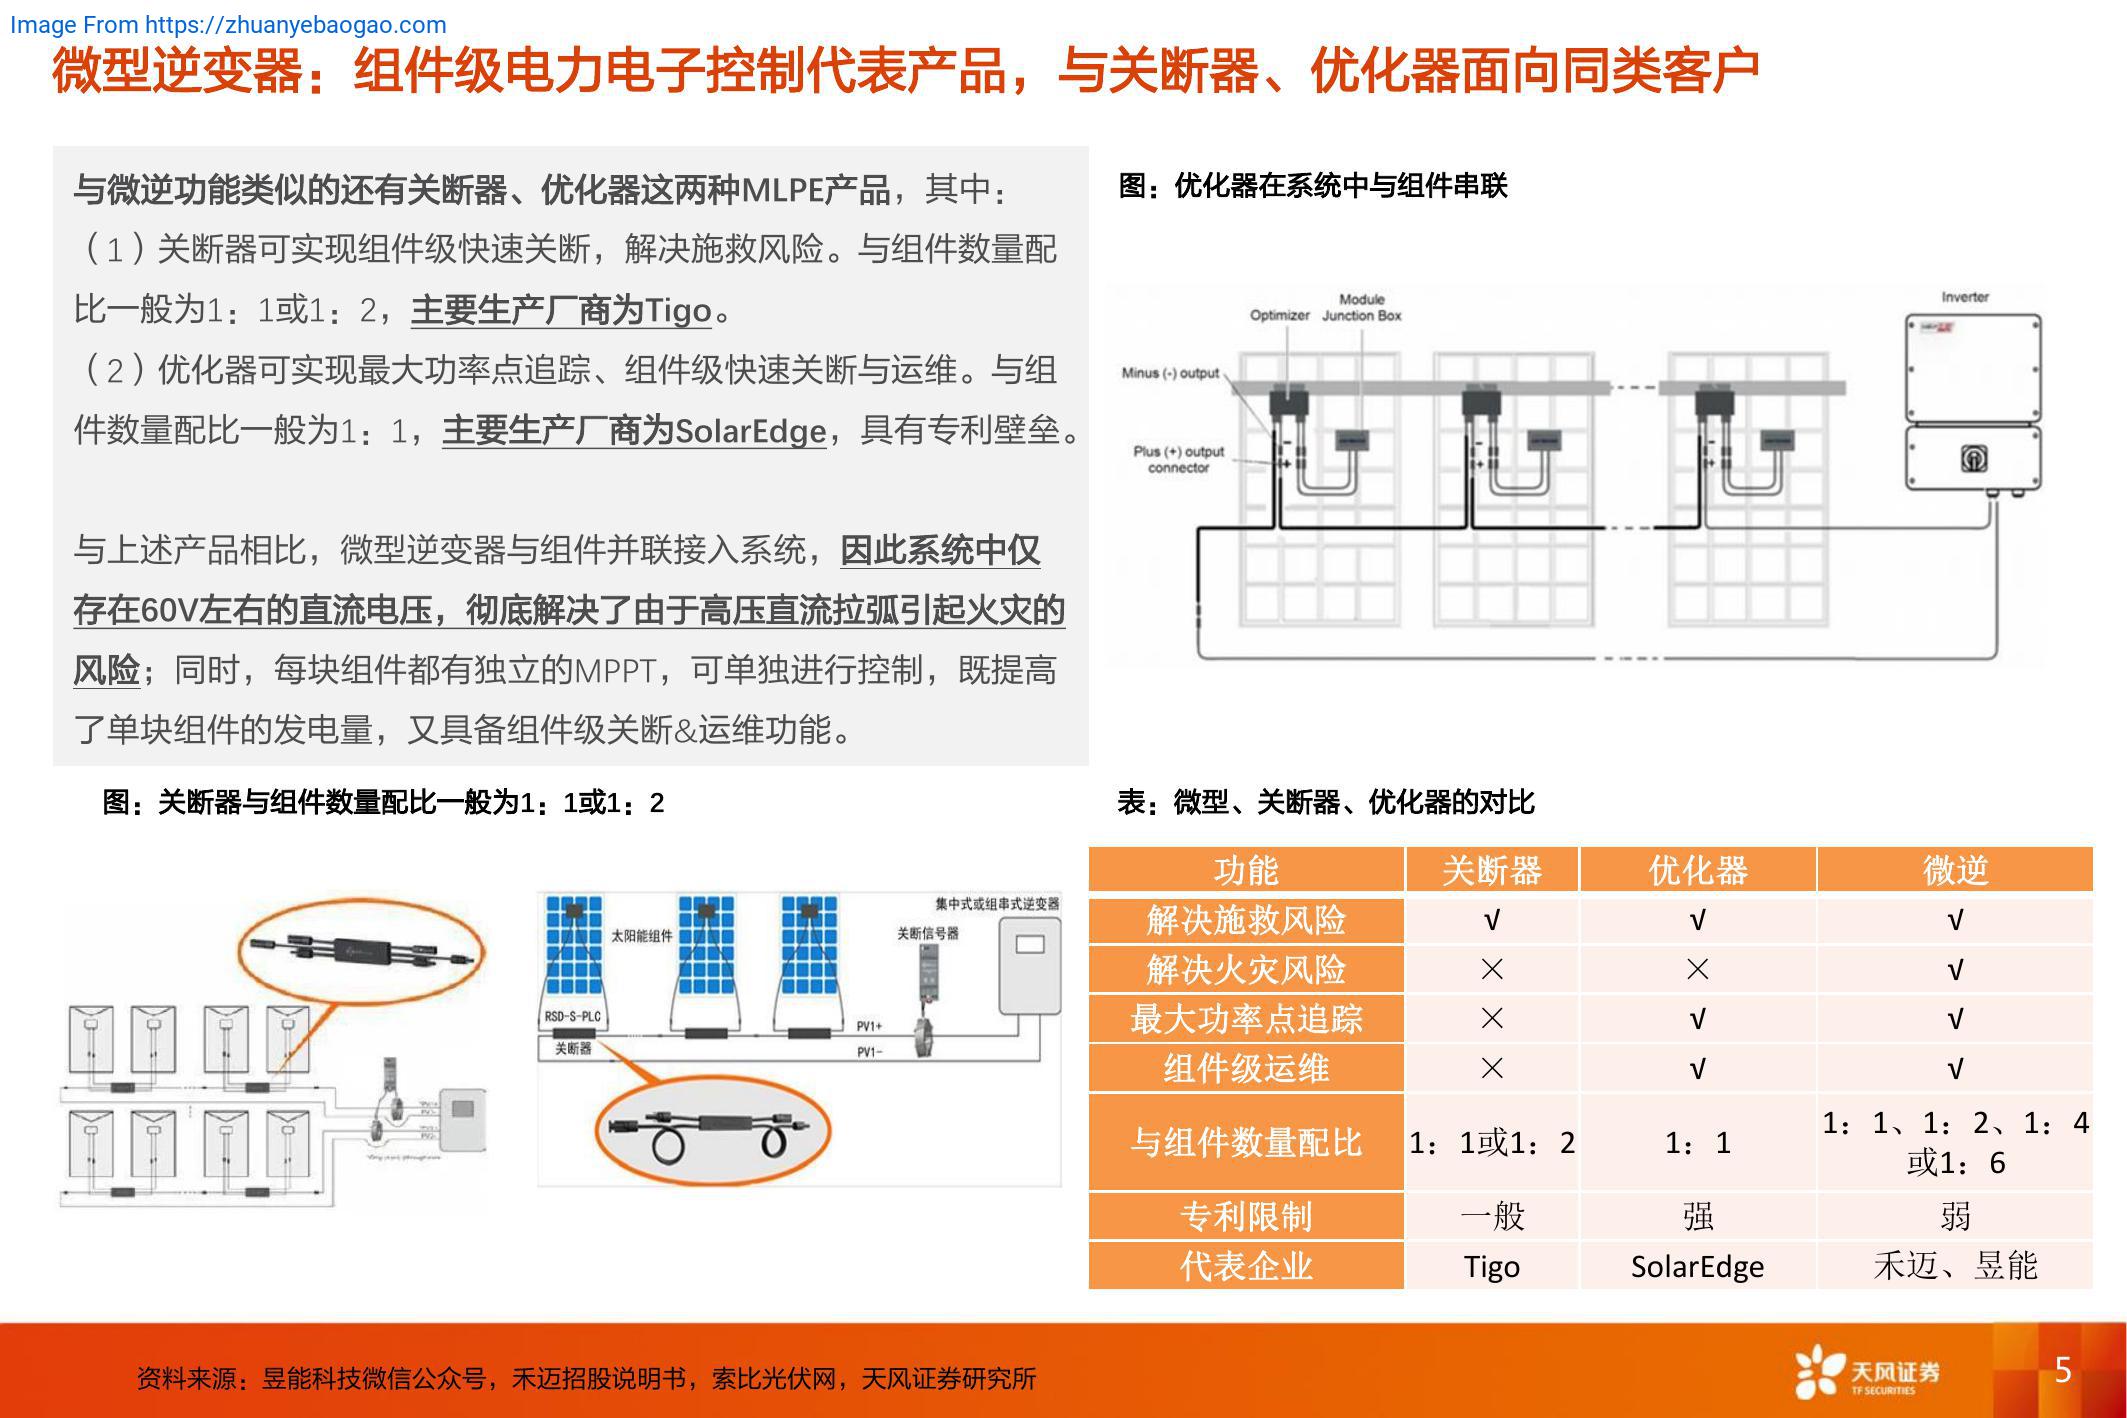 Image From https://zhuanyebaogao.com
微型逆变器：组件级电力电子控制代表产品，与关断器、优化器面向同类客户
与微逆功能类似的还有关断器、优化器这两种MLPE产品，其中：
（1）关断器可实现组件级快速关断，解决施救风险。与组件数量配
比一般为1：1或1：2，主要生产厂商为Tigo。
（2）优化器可实现最大功率点追踪、组件级快速关断与运维。与组
件数量配比一般为1：1，主要生产厂商为SolarEdge，具有专利壁垒。
与上述产品相比，微型逆变器与组件并联接入系统，因此系统中仅
存在60V左右的直流电压，彻底解决了由于高压直流拉弧引起火灾的
风险；同时，每块组件都有独立的MPPT，可单独进行控制，既提高
了单块组件的发电量，又具备组件级关断&运维功能。
图：优化器在系统中与组件串联
Optimizer
Module
Junction Box
Inverter
Minus (-) output
Plus (+) output
connector
- +
- +
- +
图：关断器与组件数量配比一般为1：1或1：2
太阳能组件
关断信号器
集中式或组串式逆变器
RSD-S-PLC
关断器
PV1+
PV1-
表：微型、关断器、优化器的对比
功能 关断器 优化器 微逆
解决施救风险 √ √ √
解决火灾风险 × × √
最大功率点追踪 × √ √
组件级运维 × √ √
与组件数量配比 1：1或1：2 1：1 1：1、1：2、1：4
或1：6
专利限制 一般 强 弱
代表企业 Tigo SolarEdge 禾迈、昱能
资料来源：昱能科技微信公众号，禾迈招股说明书，索比光伏网，天风证券研究所
天风证券
TF SECURITIES
5